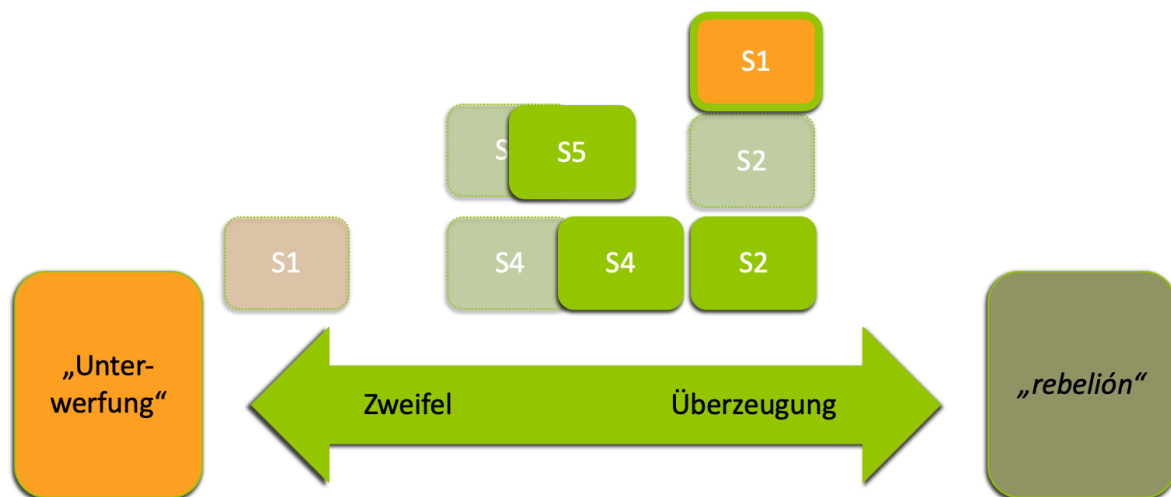 S1
S
S5
S2
S1
S4
S4
S2
„Unter-
werfung“
Zweifel
Überzeugung
„rebelión“